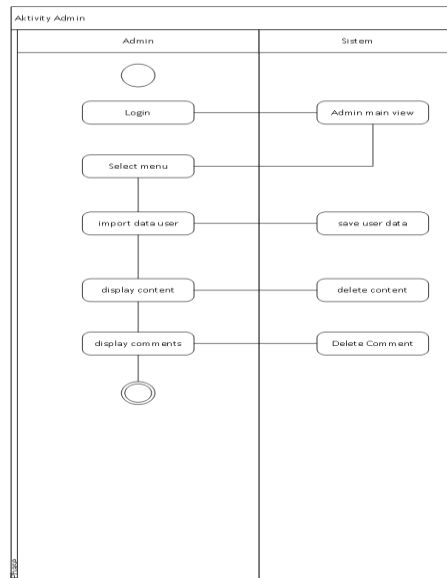 Aktivity Admin
Admin
Sistem
Login
Admin main view
Select menu
import data user
save user data
display content
delete content
display comments
Delete Comment
Phase